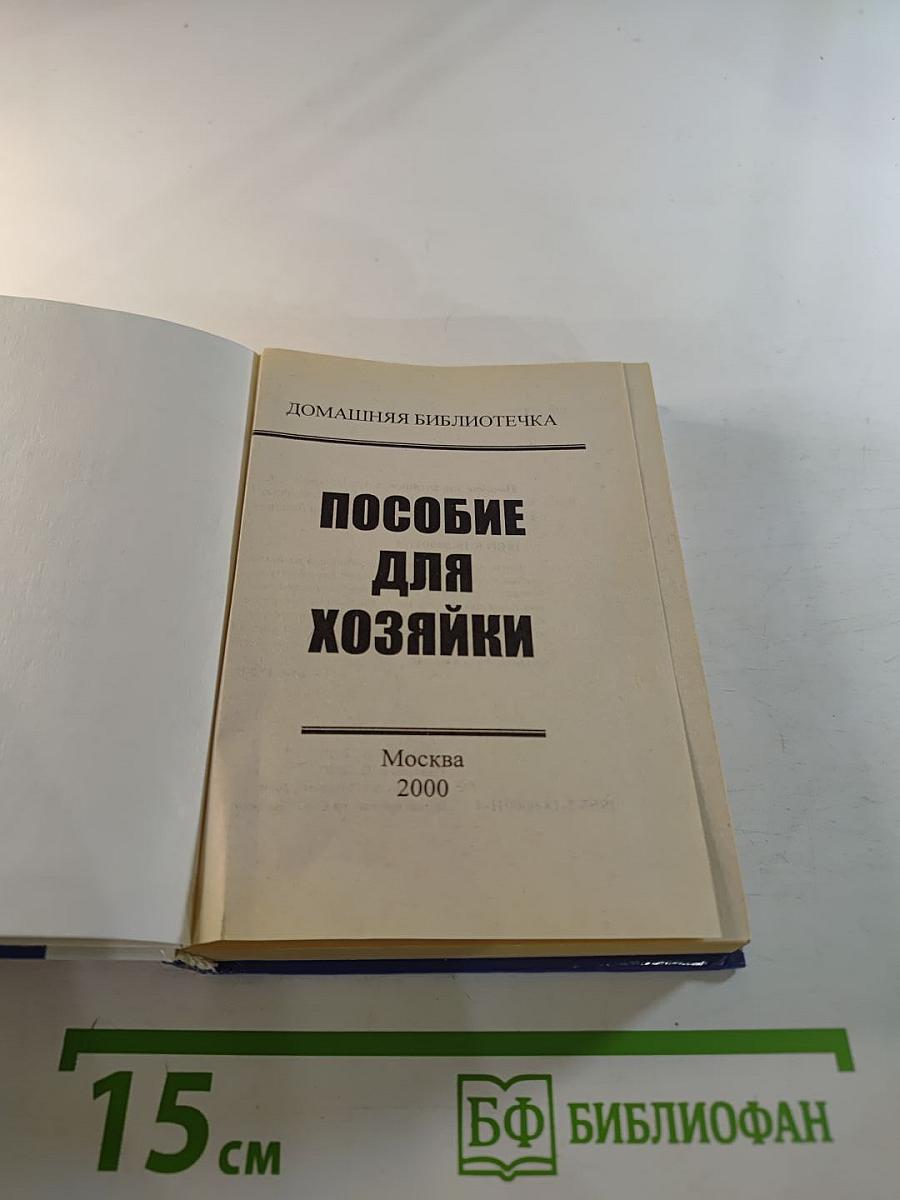 ДОМАШНЯЯ БИБЛИОТЕЧКА
ПОСОБИЕ
ДЛЯ
ХОЗЯЙКИ
Москва
2000
15 см
БФ БИБЛИОФАН